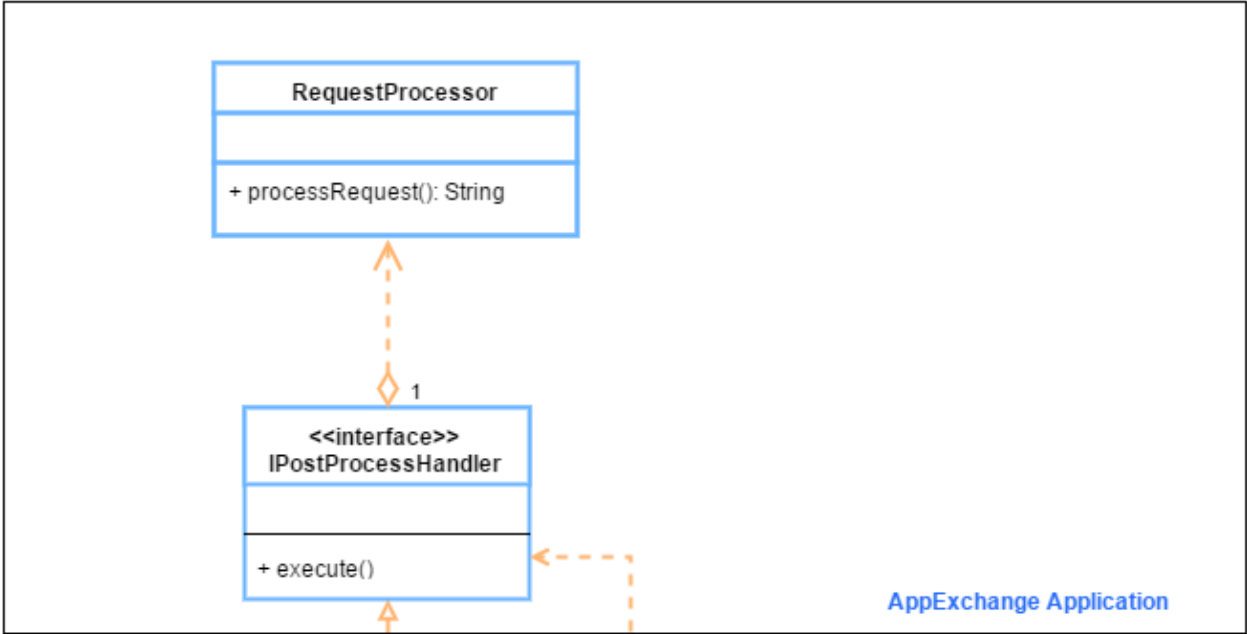 RequestProcessor
+ processRequest(): String
1
<<interface>>
IPostProcessHandler
+ execute()
AppExchange Application